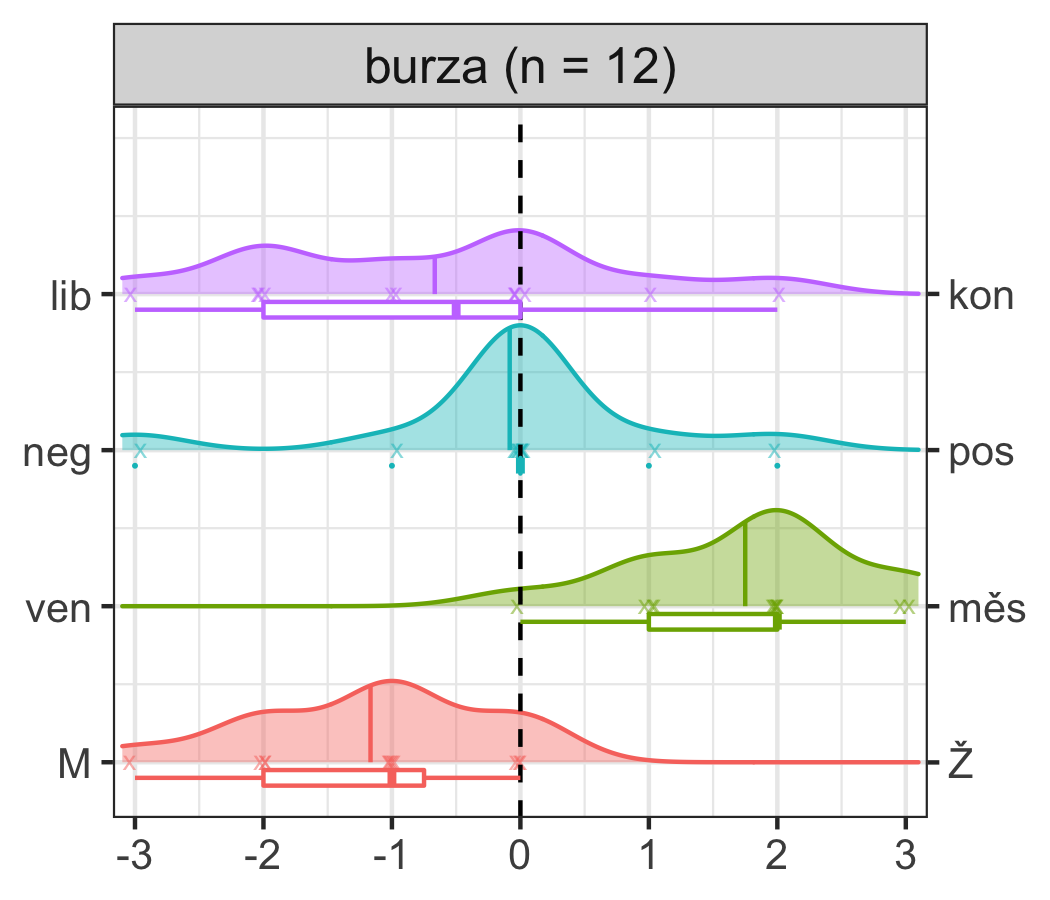 burza (n = 12)
lib kon
neg pos
ven měs
M Ž
-3 -2 -1 0 1 2 3